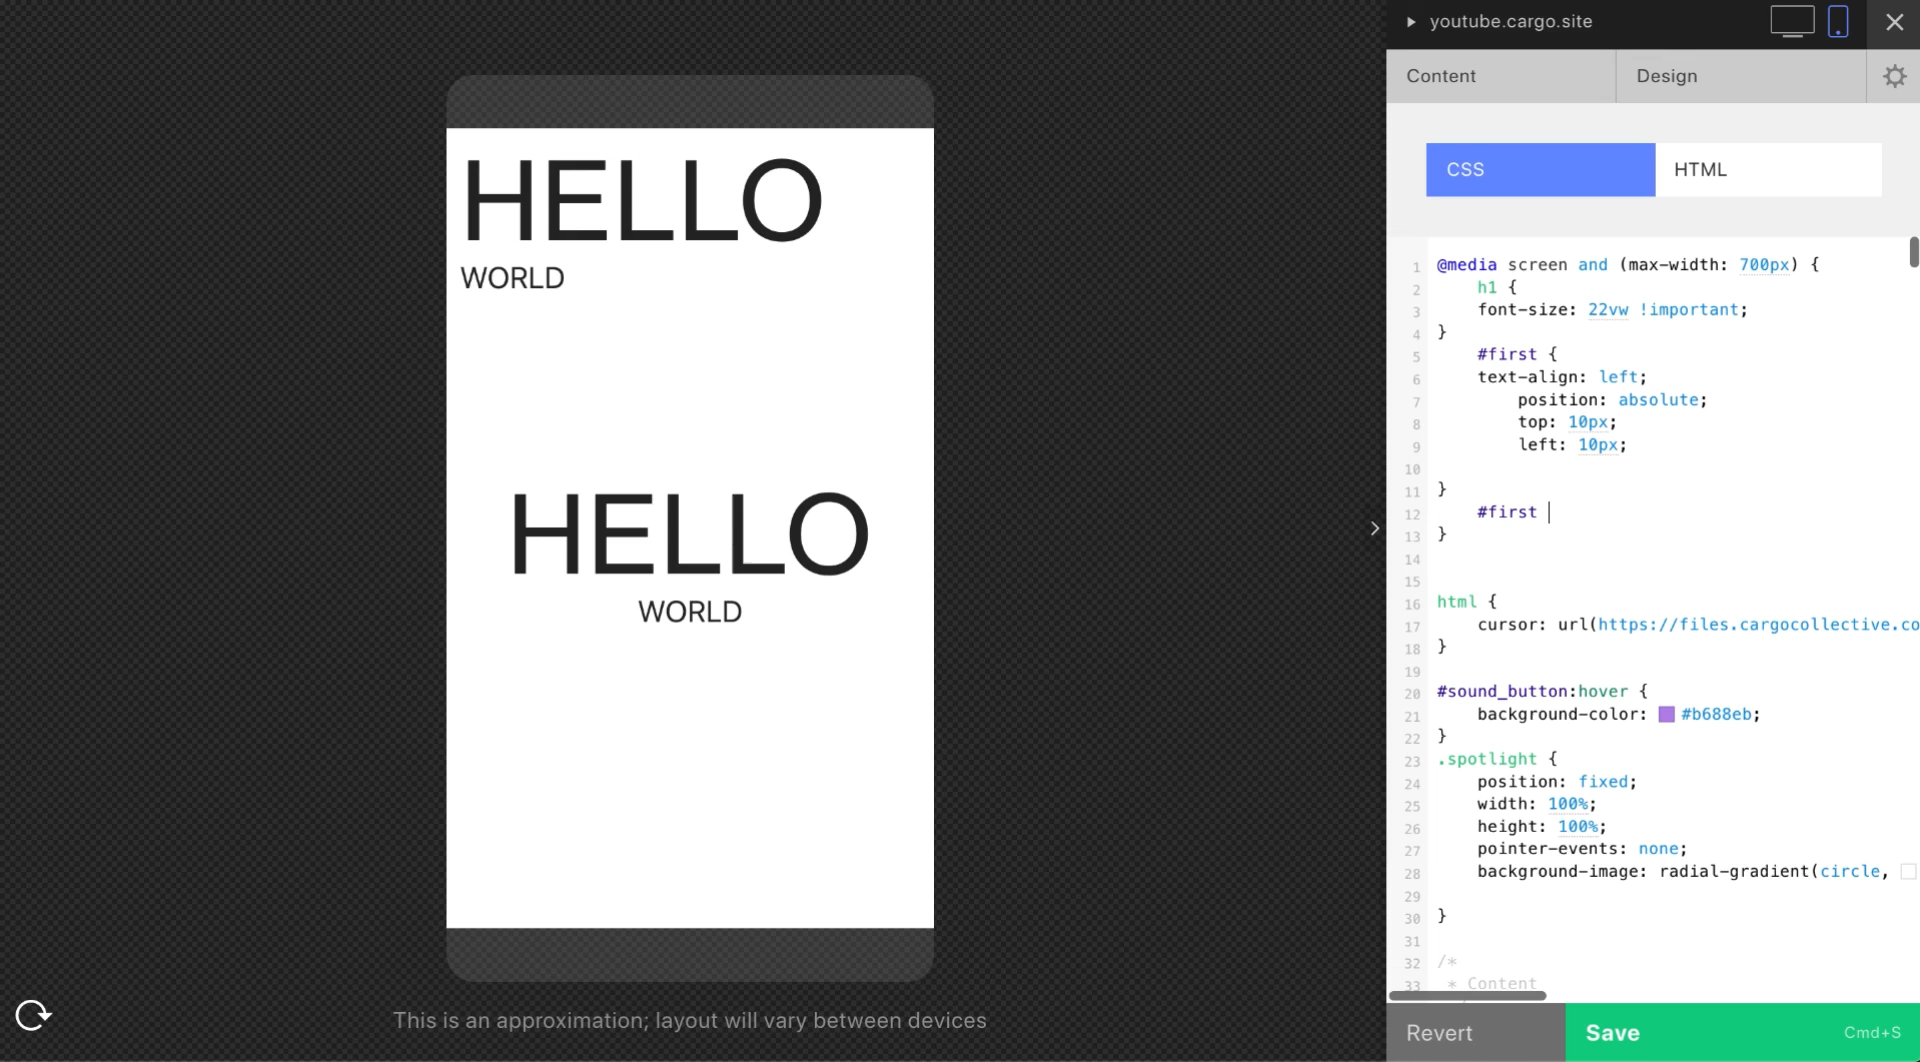 youtube.cargo.site
Content
Design
CSS
HTML
HELLO
WORLD
HELLO
WORLD
This is an approximation; layout will vary between devices
1 @media screen and (max-width: 700px) {
2 h1 {
3 font-size: 22vw !important;
4 }
5 #first {
6 text-align: left;
7 position: absolute;
8 top: 10px;
9 left: 10px;
10
11 }
12 #first
13 }
14
15
16 html {
17 cursor: url(https://files.cargocollective.co
18 }
19
20 #sound_button:hover {
21 background-color: #b688eb;
22 }
23 .spotlight {
24 position: fixed;
25 width: 100%;
26 height: 100%;
27 pointer-events: none;
28 background-image: radial-gradient(circle,
29
30 }
31
32 /*
33 * Content
Revert
Save
Cmd+S